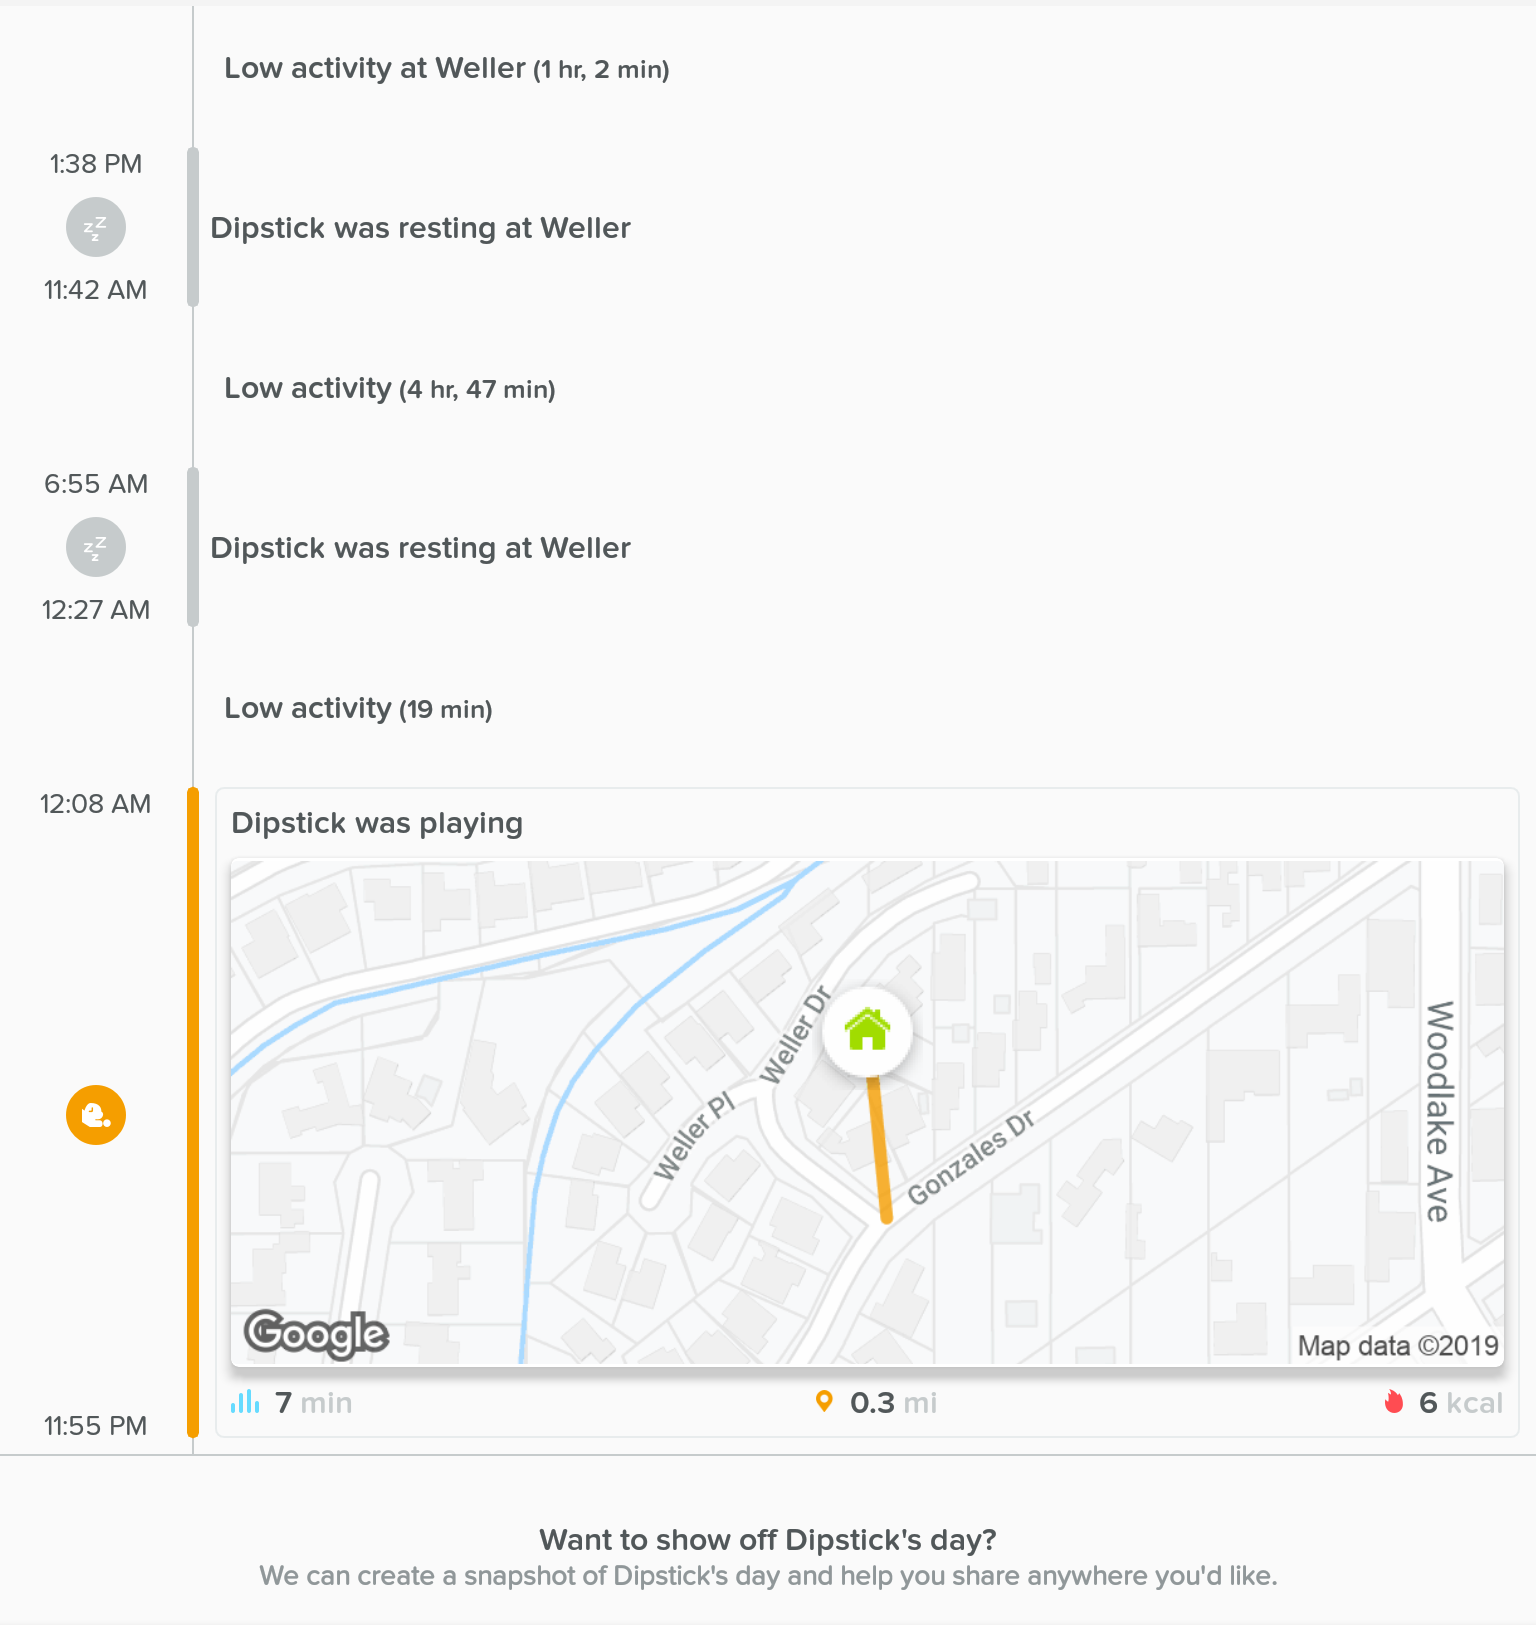 Low activity at Weller (1 hr, 2 min)
1:38 PM
zZz
Dipstick was resting at Weller
11:42 AM
Low activity (4 hr, 47 min)
6:55 AM
zZz
Dipstick was resting at Weller
12:27 AM
Low activity (19 min)
12:08 AM
Dipstick was playing
Weller Dr
Weller Pl
Gonzales Dr
Woodlake Ave
Google
Map data ©2019
7 min
0.3 mi
6 kcal
11:55 PM
Want to show off Dipstick's day?
We can create a snapshot of Dipstick's day and help you share anywhere you'd like.